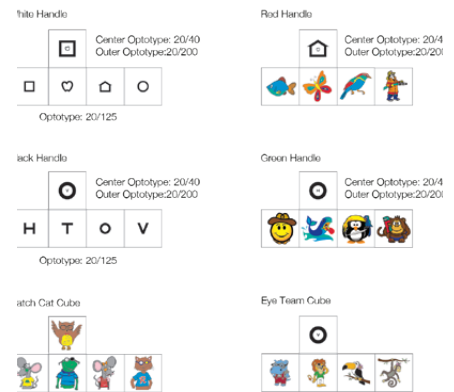 hite Handle
Center Optotype: 20/40
Outer Optotype:20/200
Optotype: 20/125
Red Handle
Center Optotype: 20/4
Outer Optotype:20/20
ack Handle
Center Optotype: 20/40
Outer Optotype:20/200
H T O V
Optotype: 20/125
Green Handle
Center Optotype: 20/4
Outer Optotype:20/20
atch Cat Cube
Eye Team Cube